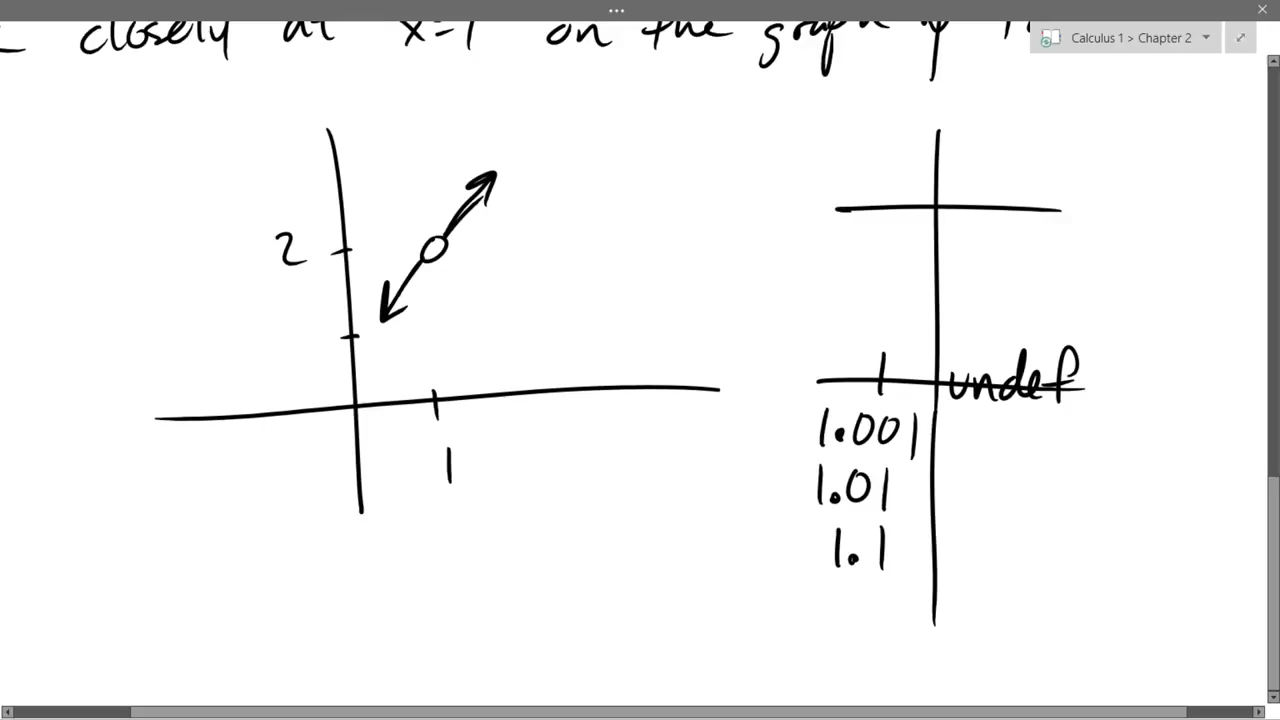 closely at x=1 on the graph of
Calculus 1 > Chapter 2
2
1
1 undef
1.001
1.01
1.1